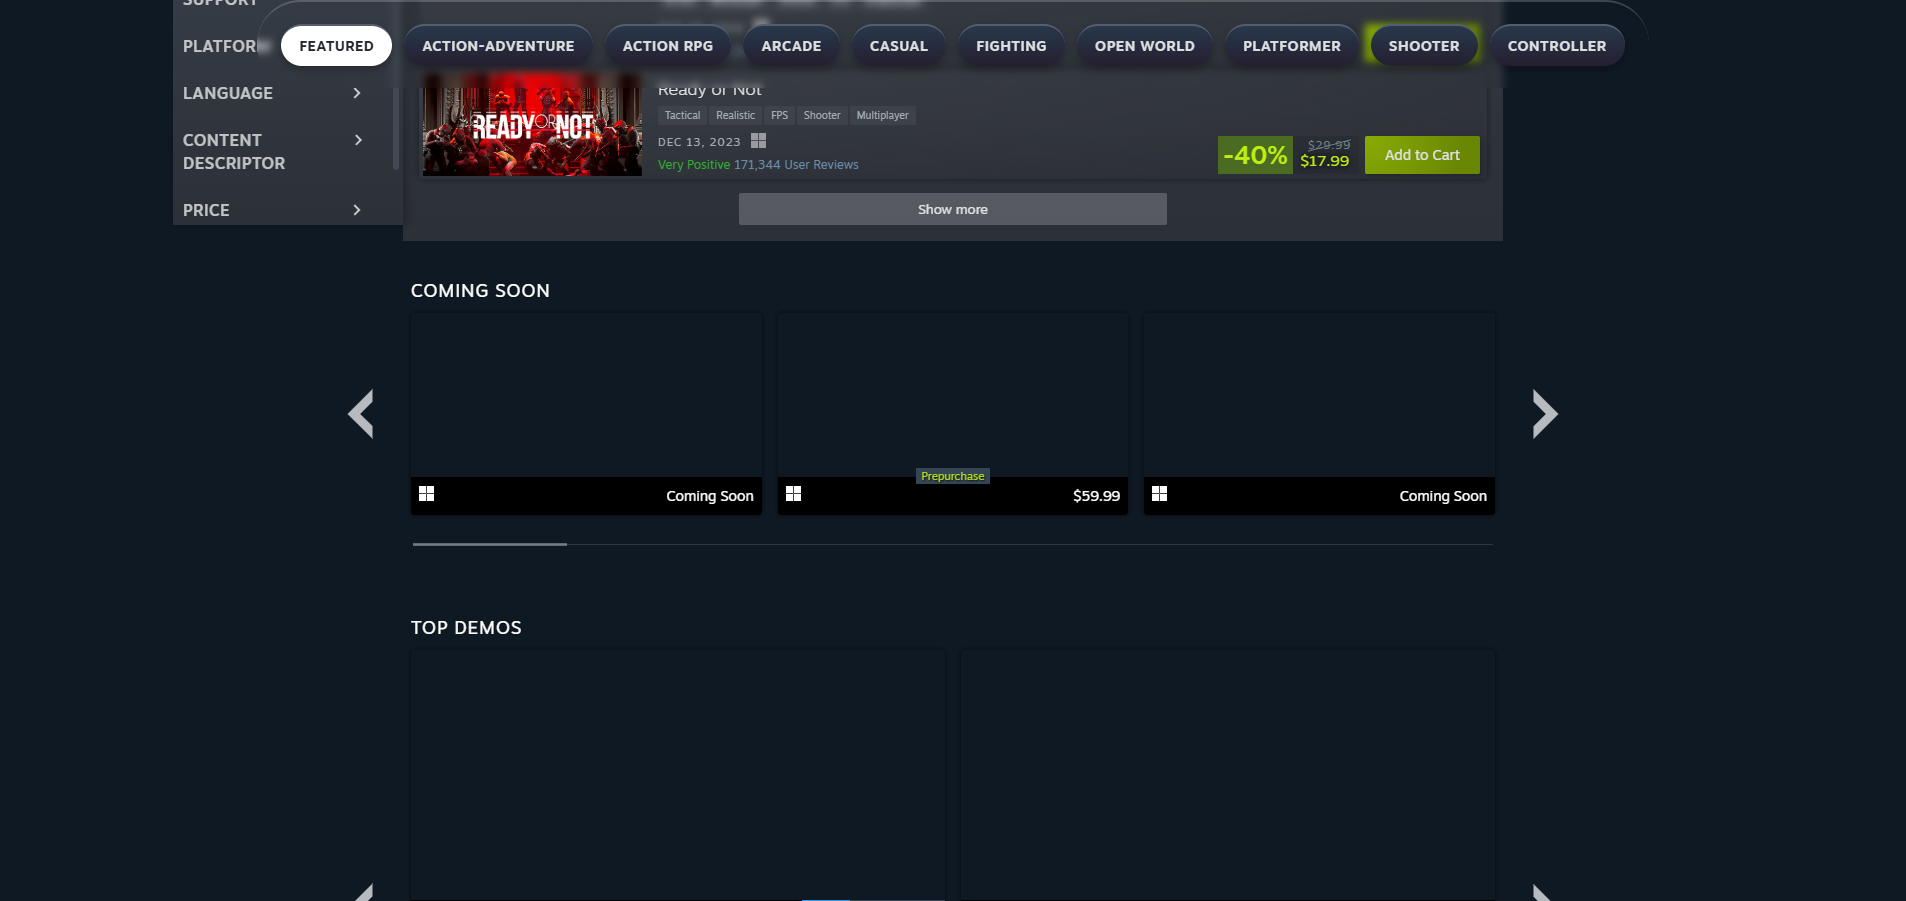 SUPPORT
PLATFORM
FEATURED
ACTION-ADVENTURE
ACTION RPG
ARCADE
CASUAL
FIGHTING
OPEN WORLD
PLATFORMER
SHOOTER
CONTROLLER
LANGUAGE
CONTENT
DESCRIPTOR
PRICE
READY OR NOT
Ready or Not
Tactical Realistic FPS Shooter Multiplayer
DEC 13, 2023
Very Positive 171,344 User Reviews
-40%
$29.99
$17.99
Add to Cart
Show more
COMING SOON
Coming Soon
Prepurchase
$59.99
Coming Soon
TOP DEMOS